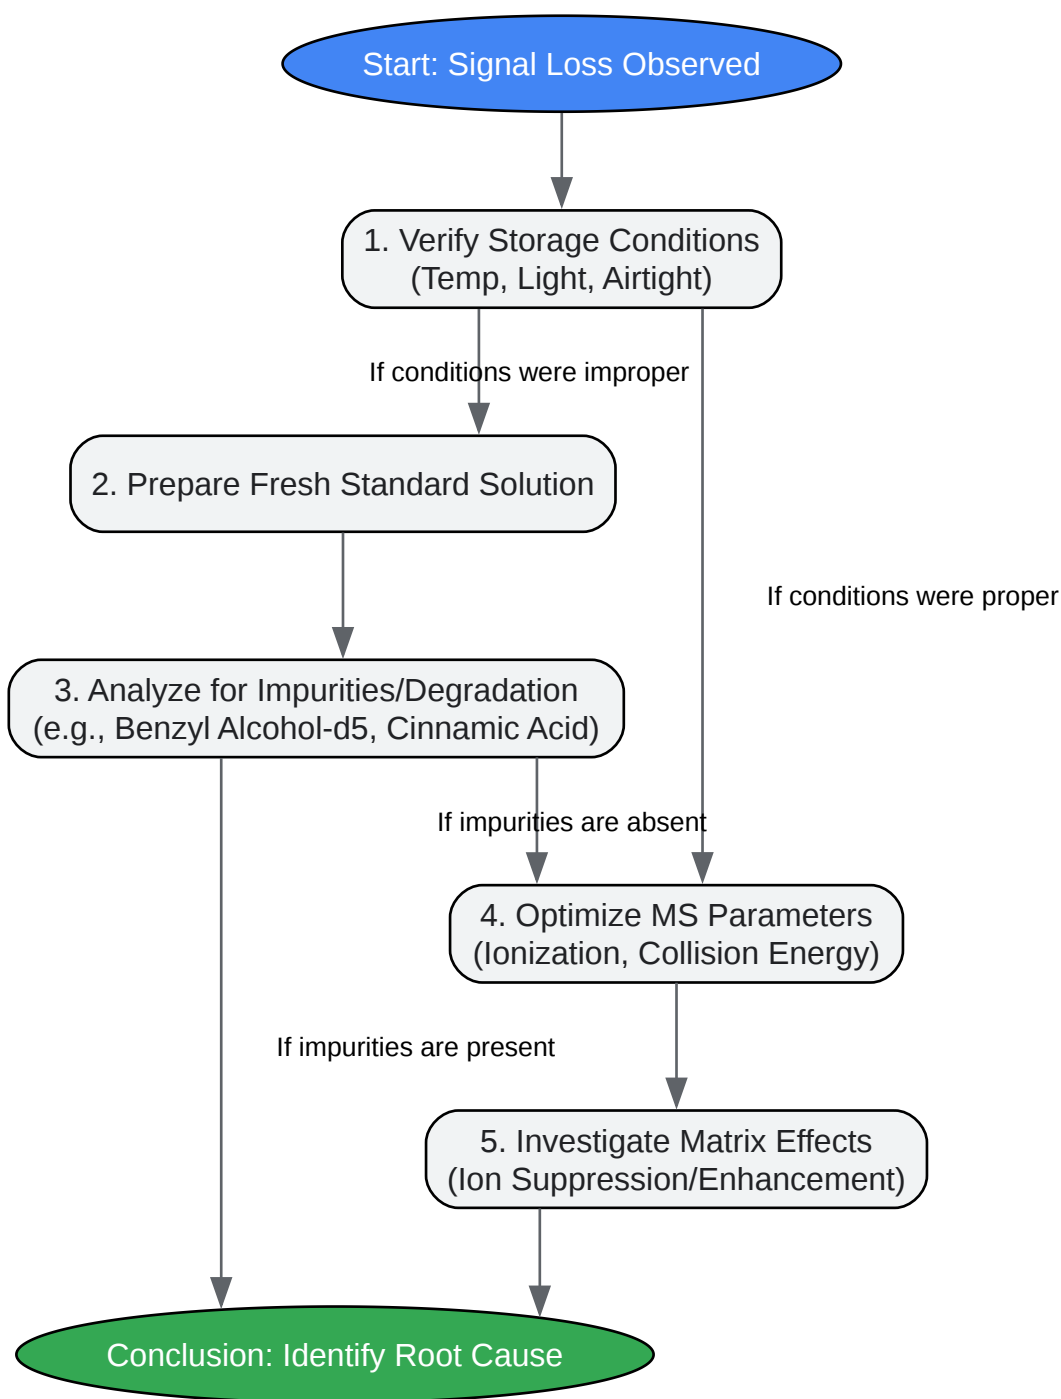 Start: Signal Loss Observed
1. Verify Storage Conditions
(Temp, Light, Airtight)
If conditions were improper
2. Prepare Fresh Standard Solution
If conditions were proper
3. Analyze for Impurities/Degradation
(e.g., Benzyl Alcohol-d5, Cinnamic Acid)
If impurities are absent
4. Optimize MS Parameters
(Ionization, Collision Energy)
If impurities are present
5. Investigate Matrix Effects
(Ion Suppression/Enhancement)
Conclusion: Identify Root Cause